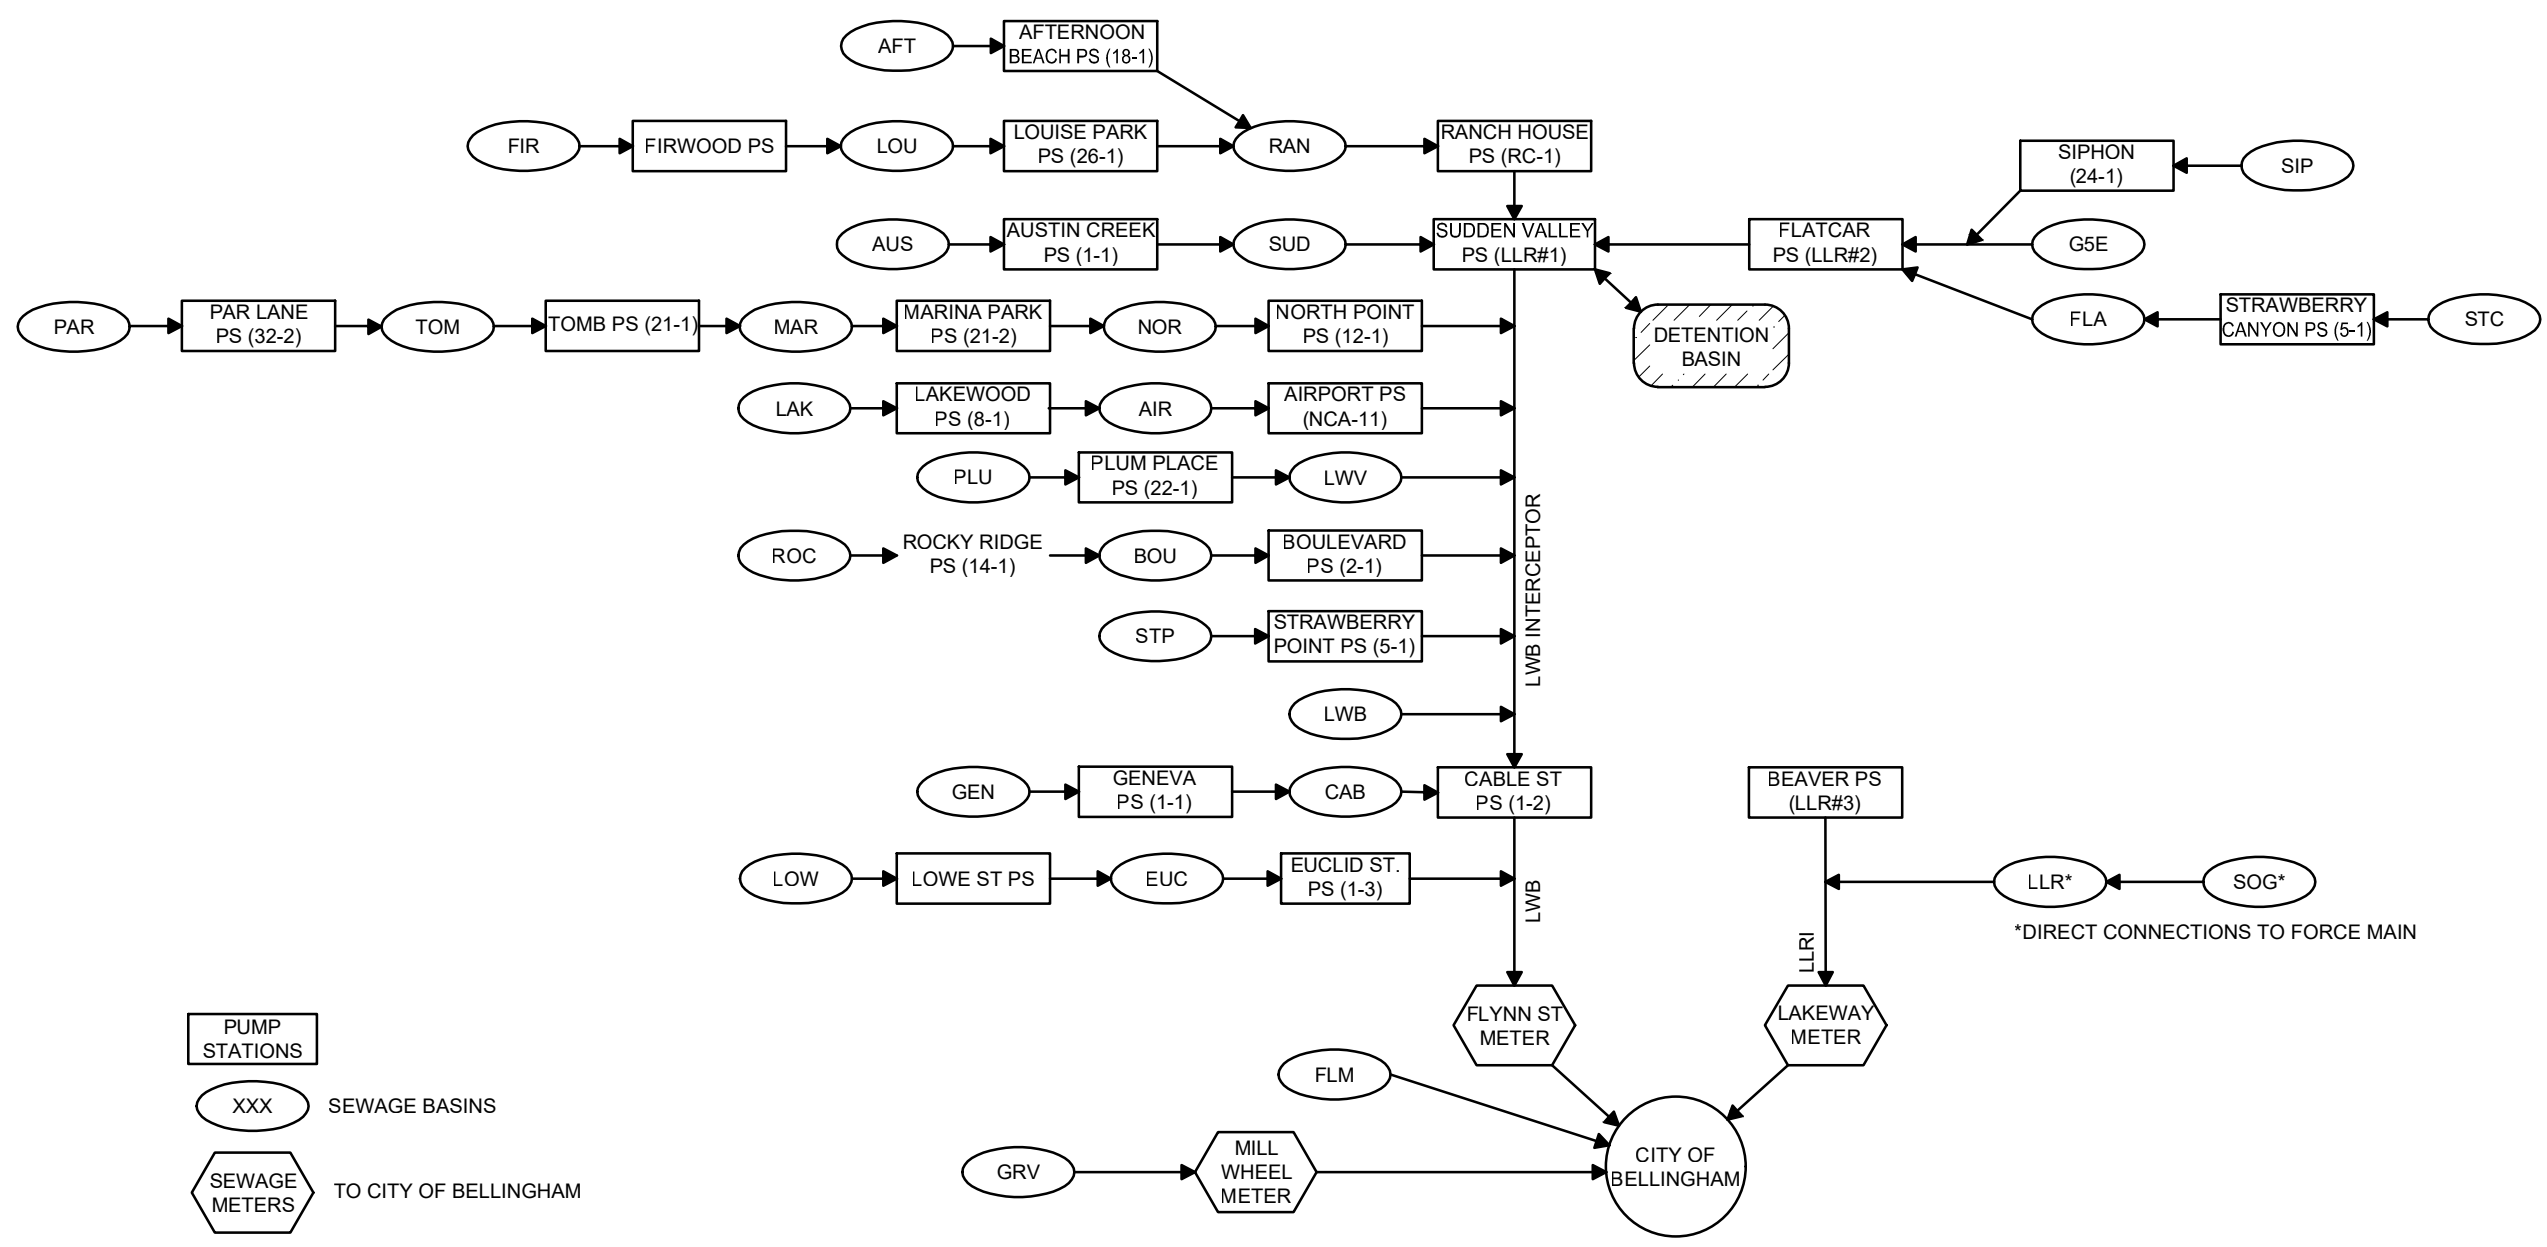 AFT
AFTERNOON
BEACH PS (18-1)
FIR
FIRWOOD PS
LOU
LOUISE PARK
PS (26-1)
RAN
RANCH HOUSE
PS (RC-1)
SIPHON
(24-1)
SIP
AUS
AUSTIN CREEK
PS (1-1)
SUD
SUDDEN VALLEY
PS (LLR#1)
FLATCAR
PS (LLR#2)
G5E
PAR
PAR LANE
PS (32-2)
TOM
TOMB PS (21-1)
MAR
MARINA PARK
PS (21-2)
NOR
NORTH POINT
PS (12-1)
DETENTION
BASIN
FLA
STRAWBERRY
CANYON PS (5-1)
STC
LAK
LAKEWOOD
PS (8-1)
AIR
AIRPORT PS
(NCA-11)
PLU
PLUM PLACE
PS (22-1)
LWV
LWB INTERCEPTOR
ROC
ROCKY RIDGE
PS (14-1)
BOU
BOULEVARD
PS (2-1)
STP
STRAWBERRY
POINT PS (5-1)
LWB
GEN
GENEVA
PS (1-1)
CAB
CABLE ST
PS (1-2)
BEAVER PS
(LLR#3)
LOW
LOWE ST PS
EUC
EUCLID ST.
PS (1-3)
LWB
LLR*
SOG*
*DIRECT CONNECTIONS TO FORCE MAIN
LLRI
FLYNN ST
METER
LAKEWAY
METER
PUMP
STATIONS
FLM
XXX
SEWAGE BASINS
GRV
MILL
WHEEL
METER
CITY OF
BELLINGHAM
SEWAGE
METERS
TO CITY OF BELLINGHAM